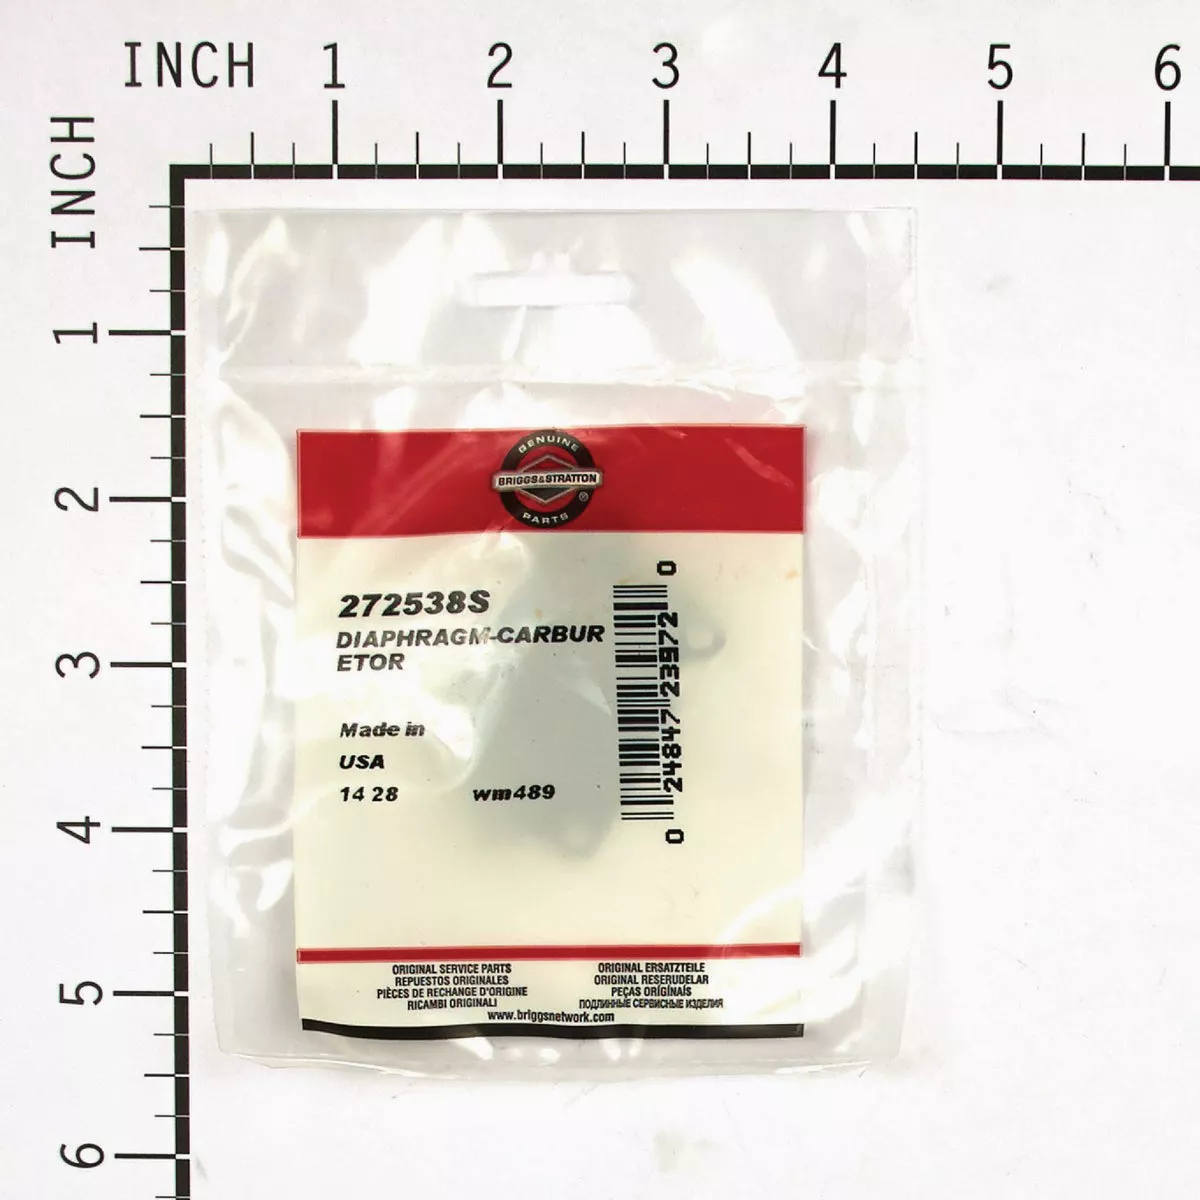 INCH 1 2 3 4 5 6
INCH 1 2 3 4 5 6
GENUINE
BRIGGS&STRATTON
®
PARTS
272538S
DIAPHRAGM-CARBUR
ETOR
Made in
USA
14 28 wm489
0 24847 23972 0
ORIGINAL SERVICE PARTS
REPUESTOS ORIGINALES
PIÈCES DE RECHANGE D'ORIGINE
RICAMBI ORIGINALI
ORIGINAL ERSATZTEILE
ORIGINAL RESERUDELAR
PEÇAS ORIGÍNAIS
ПОДЛИННЫЕ СЕРВИСНЫЕ ИЗДЕЛИЯ
www.briggsnetwork.com